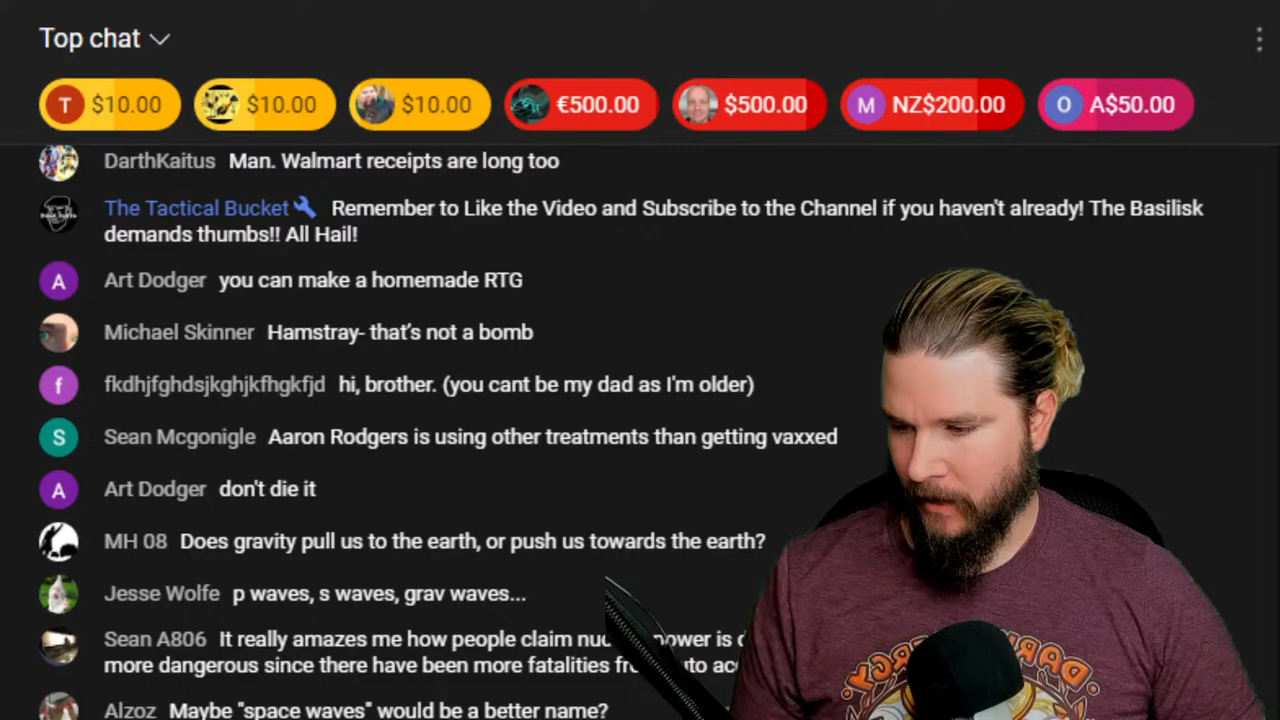 Top chat
T $10.00 $10.00 $10.00 €500.00 $500.00 M NZ$200.00 O A$50.00
DarthKaitus Man. Walmart receipts are long too
The Tactical Bucket Remember to Like the Video and Subscribe to the Channel if you haven't already! The Basilisk
demands thumbs!! All Hail!
A Art Dodger you can make a homemade RTG
Michael Skinner Hamstray- that's not a bomb
f fkdhjfghdsjkghjkfhgkfjd hi, brother. (you cant be my dad as I'm older)
S Sean Mcgonigle Aaron Rodgers is using other treatments than getting vaxxed
A Art Dodger don't die it
MH 08 Does gravity pull us to the earth, or push us towards the earth?
Jesse Wolfe p waves, s waves, grav waves...
Sean A806 It really amazes me how people claim power is
more dangerous since there have been more fatalities
Alzoz Maybe "space waves" would be a better name?